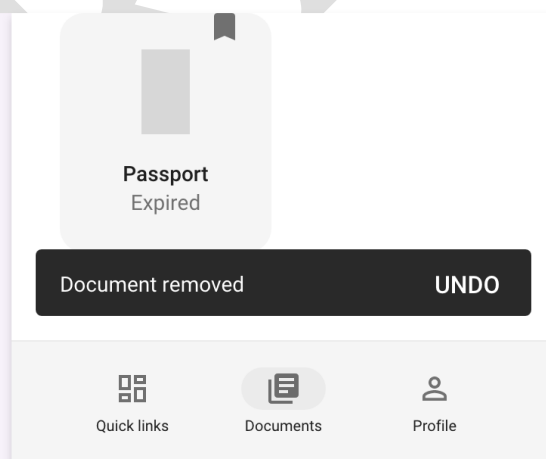 Passport
Expired
Document removed UNDO
Quick links Documents Profile